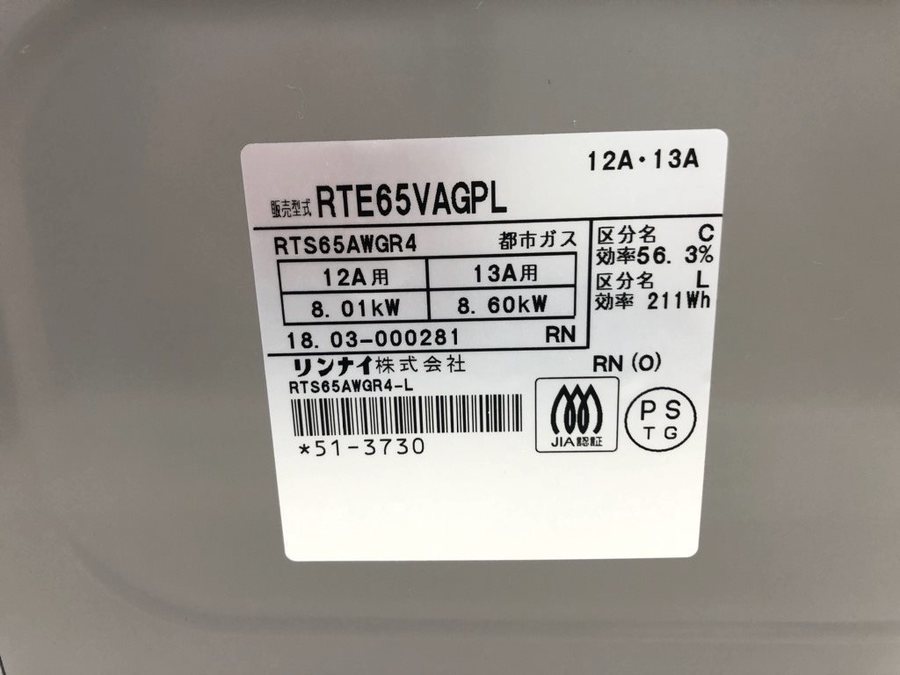 12A・13A
販売型式 RTE65VAGPL
RTS65AWGR4 都市ガス
12A用 13A用
8.01kW 8.60kW
18.03-000281 RN
区分名 C
効率56.3%
区分名 L
効率 211Wh
リンナイ株式会社 RN(0)
RTS65AWGR4-L
*51-3730
JIA認証
PS
TG